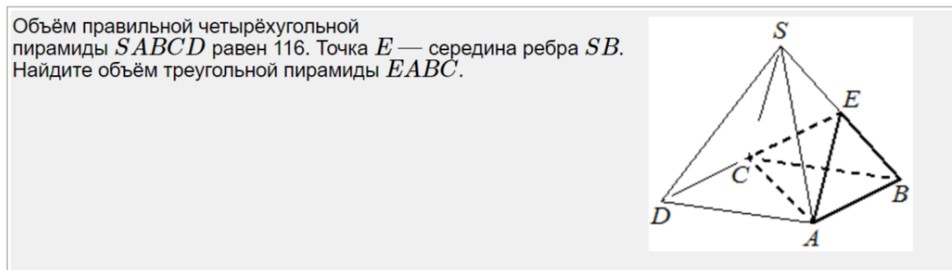 Объём правильной четырёхугольной
пирамиды SABCD равен 116. Точка E — середина ребра SB.
Найдите объём треугольной пирамиды EABC.
S
E
C
B
D
A